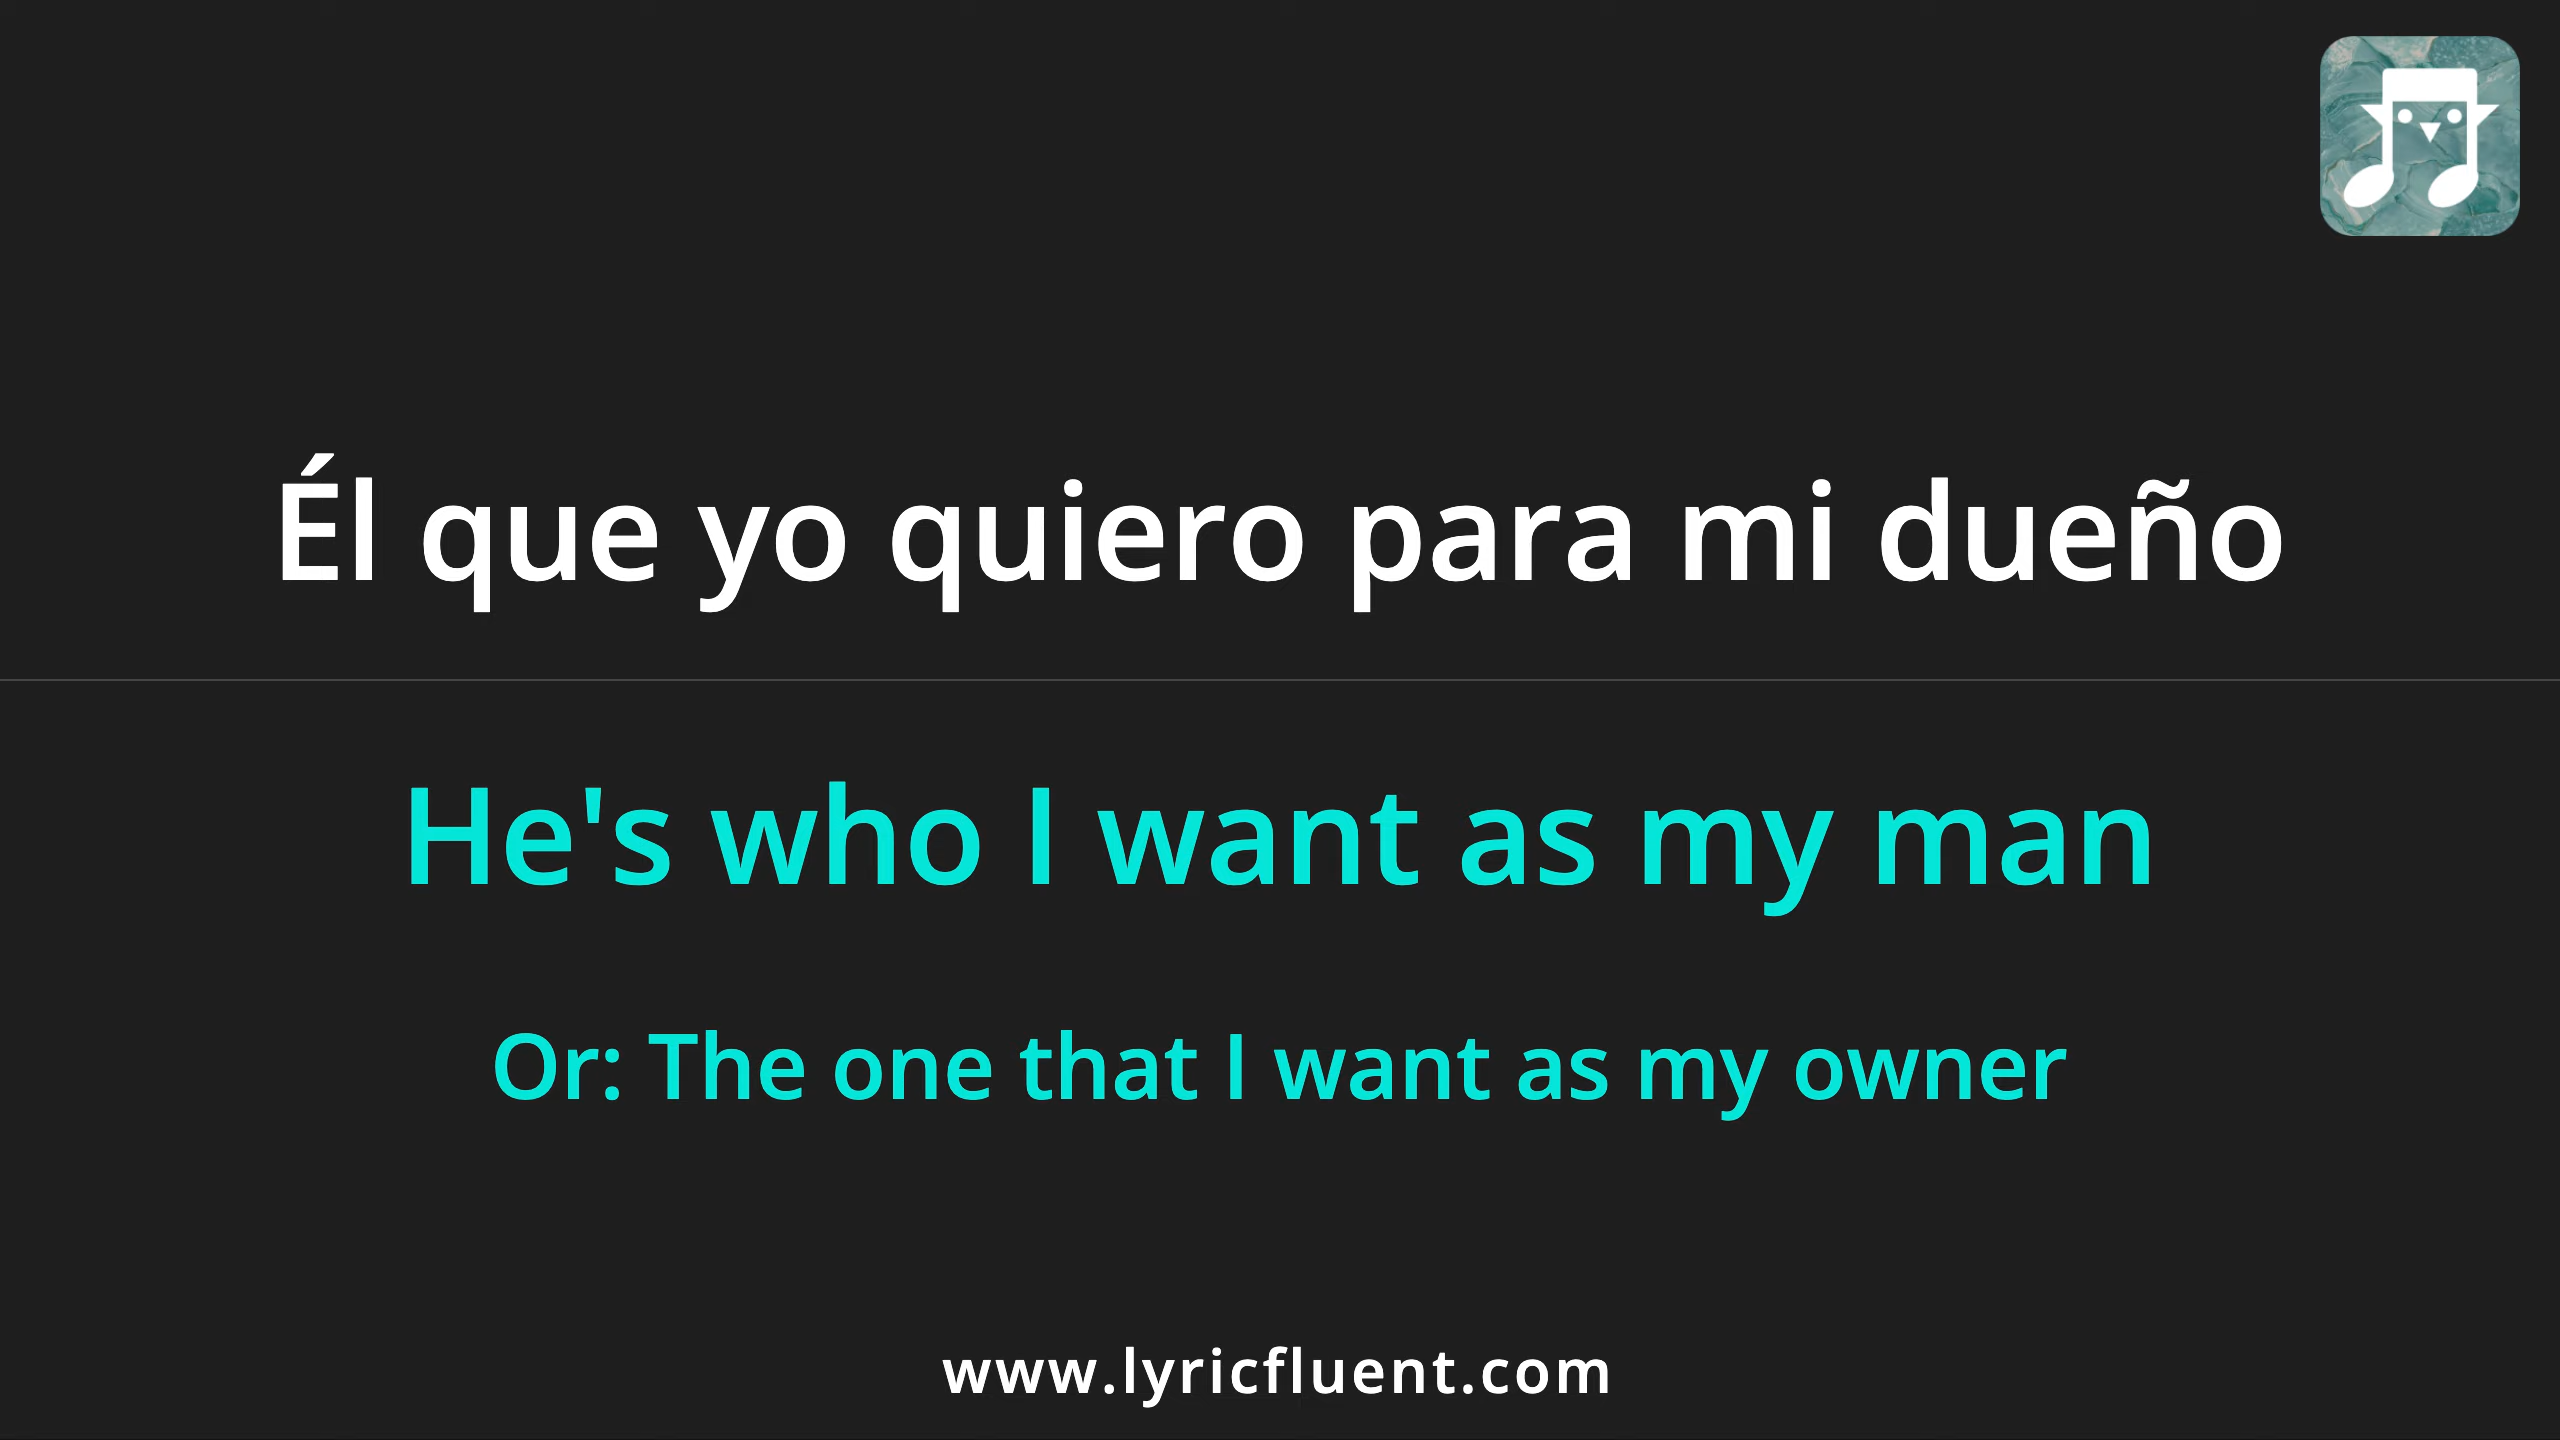 Él que yo quiero para mi dueño
He's who I want as my man
Or: The one that I want as my owner
www.lyricfluent.com